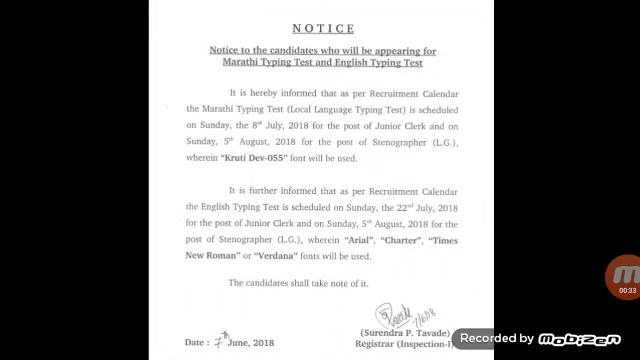 NOTICE
Notice to the candidates who will be appearing for
Marathi Typing Test and English Typing Test
It is hereby informed that as per Recruitment Calendar
the Marathi Typing Test (Local Language Typing Test) is scheduled
on Sunday, the 8th July, 2018 for the post of Junior Clerk and on
Sunday, 5th August, 2018 for the post of Stenographer (L.G.),
wherein "Kruti Dev-055" font will be used.
It is further informed that as per Recruitment Calendar
the English Typing Test is scheduled on Sunday, the 22nd July, 2018
for the post of Junior Clerk and on Sunday, 5th August, 2018 for the
post of Stenographer (L.G.), wherein "Arial", "Charter", "Times
New Roman" or "Verdana" fonts will be used.
The candidates shall take note of it.
Tavade
7/6/18
(Surendra P. Tavade)
Date : 7th June, 2018
Registrar (Inspection-I)
00:33
Recorded by mobizen